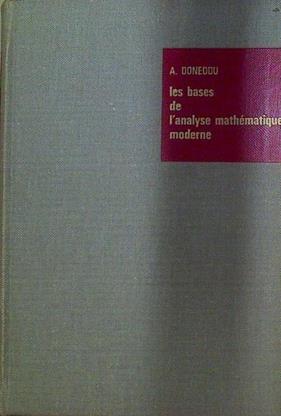 A. DONEDDU
les bases
de
l'analyse mathématique
moderne